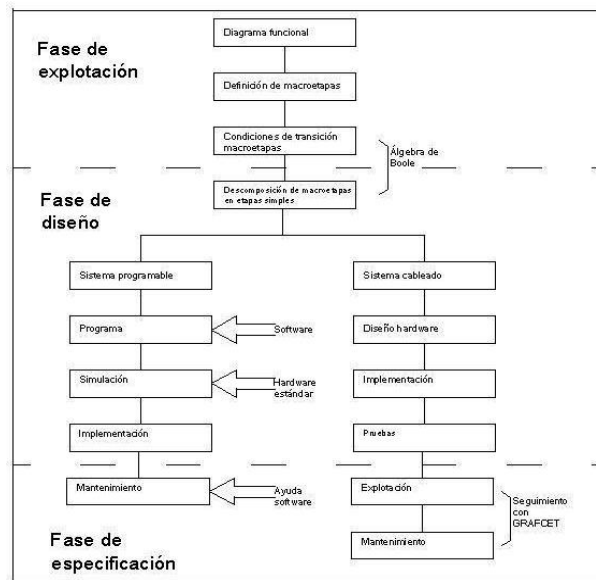 Fase de
explotación
Diagrama funcional
Definición de macroetapas
Condiciones de transición
macroetapas
Álgebra de
Boole
Fase de
diseño
Descomposición de macroetapas
en etapas simples
Sistema programable
Sistema cableado
Programa
Software
Diseño hardware
Simulación
Hardware
estándar
Implementación
Implementación
Pruebas
Mantenimiento
Ayuda
software
Explotación
Seguimiento
con
GRAFCET
Mantenimiento
Fase de
especificación